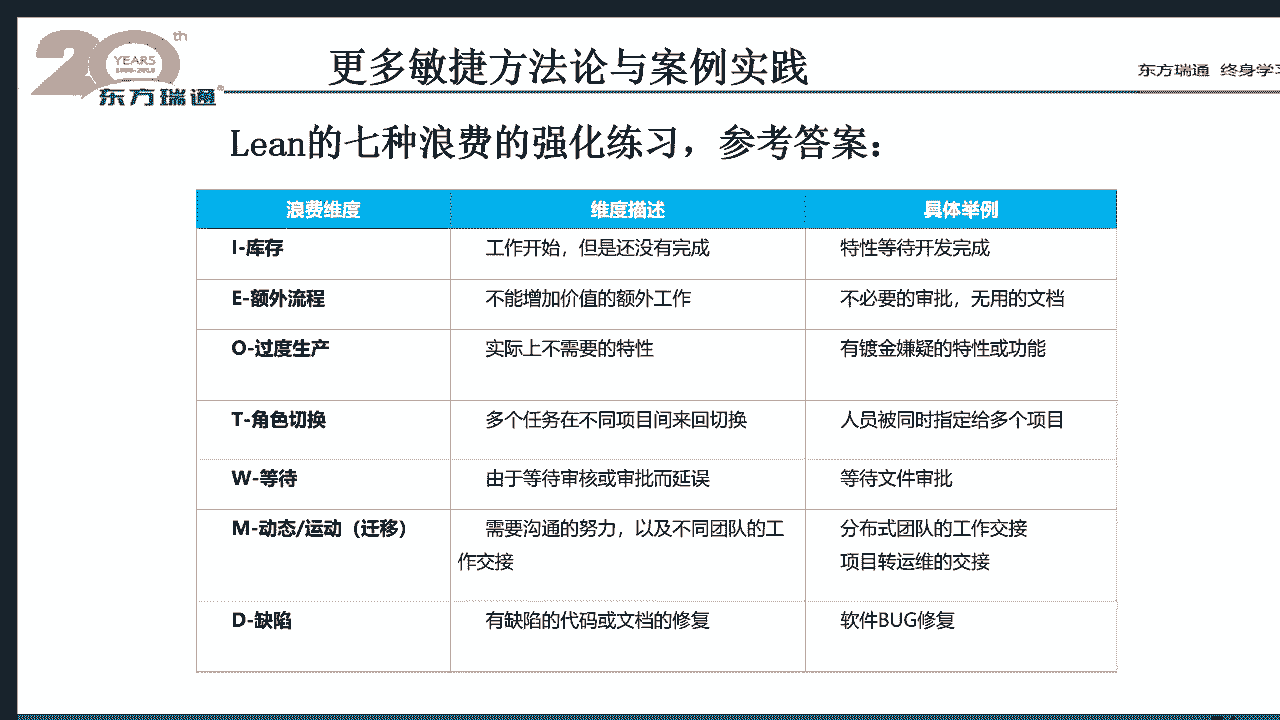 20th
YEARS
东方瑞通
更多敏捷方法论与案例实践
东方瑞通 终身学习
Lean的七种浪费的强化练习，参考答案：
浪费维度 维度描述 具体举例
I-库存 工作开始，但是还没有完成 特性等待开发完成
E-额外流程 不能增加价值的额外工作 不必要的审批，无用的文档
O-过度生产 实际上不需要的特性 有镀金嫌疑的特性或功能
T-角色切换 多个任务在不同项目间来回切换 人员被同时指定给多个项目
W-等待 由于等待审核或审批而延误 等待文件审批
M-动态/运动（迁移） 需要沟通的努力，以及不同团队的工 分布式团队的工作交接
作交接 项目转运维的交接
D-缺陷 有缺陷的代码或文档的修复 软件BUG修复